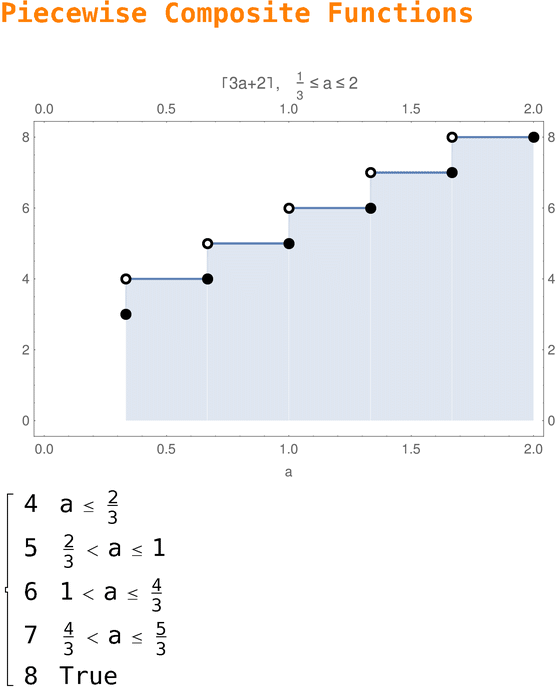 Piecewise Composite Functions
⌈3a+2⌉, 1/3 ≤ a ≤ 2
0.0 0.5 1.0 1.5 2.0
8 8
6 6
4 4
2 2
0 0
0.0 0.5 1.0 1.5 2.0
a
4 a ≤ 2/3
5 2/3 < a ≤ 1
6 1 < a ≤ 4/3
7 4/3 < a ≤ 5/3
8 True